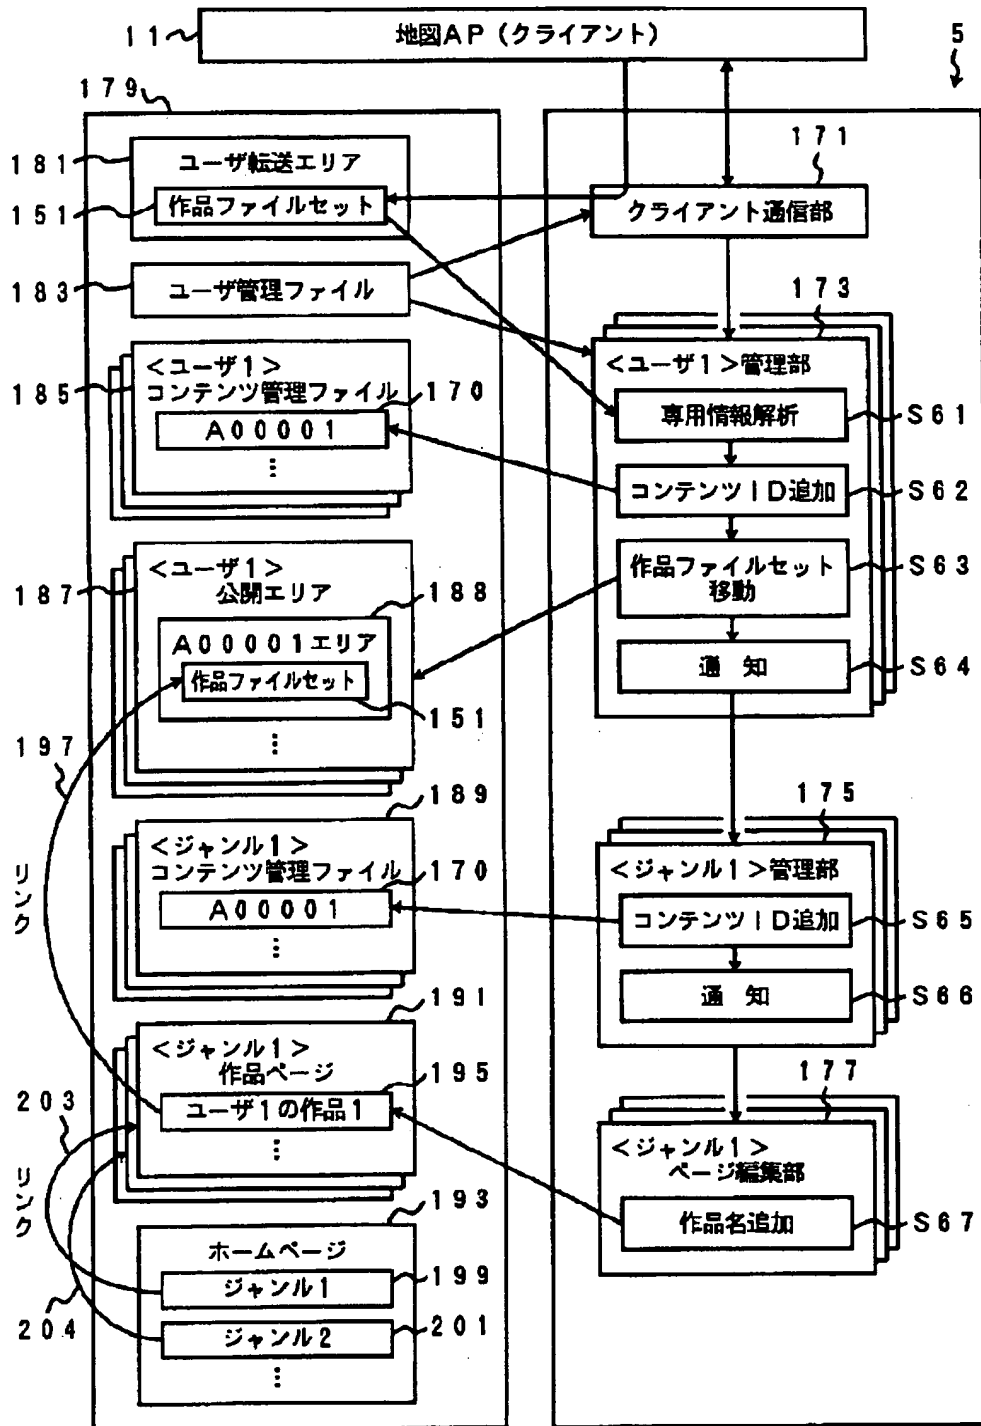 11
地図AP(クライアント)
5
179
181
ユーザ転送エリア
151
作品ファイルセット
183
ユーザ管理ファイル
185
<ユーザ1>
コンテンツ管理ファイル
170
A00001
⋮
187
<ユーザ1>
公開エリア
188
A00001エリア
作品ファイルセット
151
⋮
197
リンク
189
<ジャンル1>
コンテンツ管理ファイル
170
A00001
⋮
191
<ジャンル1>
作品ページ
195
ユーザ1の作品1
⋮
203
リンク
204
193
ホームページ
ジャンル1
199
ジャンル2
201
⋮
171
クライアント通信部
173
<ユーザ1>管理部
専用情報解析
S61
コンテンツID追加
S62
作品ファイルセット
移動
S63
通 知
S64
175
<ジャンル1>管理部
コンテンツID追加
S65
通 知
S66
177
<ジャンル1>
ページ編集部
作品名追加
S67